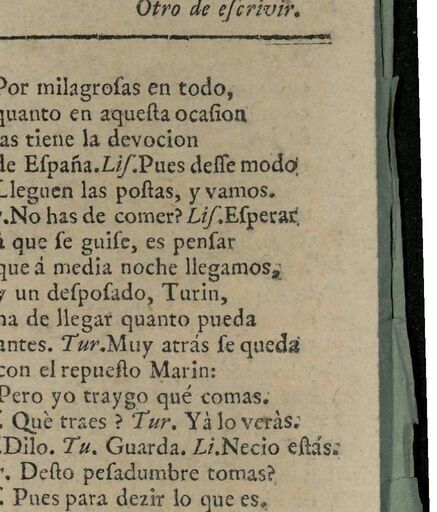 Otro de eſcrivir.
Por milagroſas en todo,
quanto en aqueſta ocaſion
as tiene la devocion
de Eſpaña. Liſ. Pues deſſe modo
Lleguen las poſtas, y vamos.
. No has de comer? Liſ. Eſperar
à que ſe guiſe, es penſar
que á media noche llegamos,
y un deſpoſado, Turin,
ha de llegar quanto pueda
antes. Tur. Muy atrás ſe queda
con el repueſto Marin:
Pero yo traygo qué comas.
. Què traes? Tur. Yà lo veràs.
. Dilo. Tu. Guarda. Li. Necio eſtás.
. Deſto peſadumbre tomas?
. Pues para dezir lo que es,